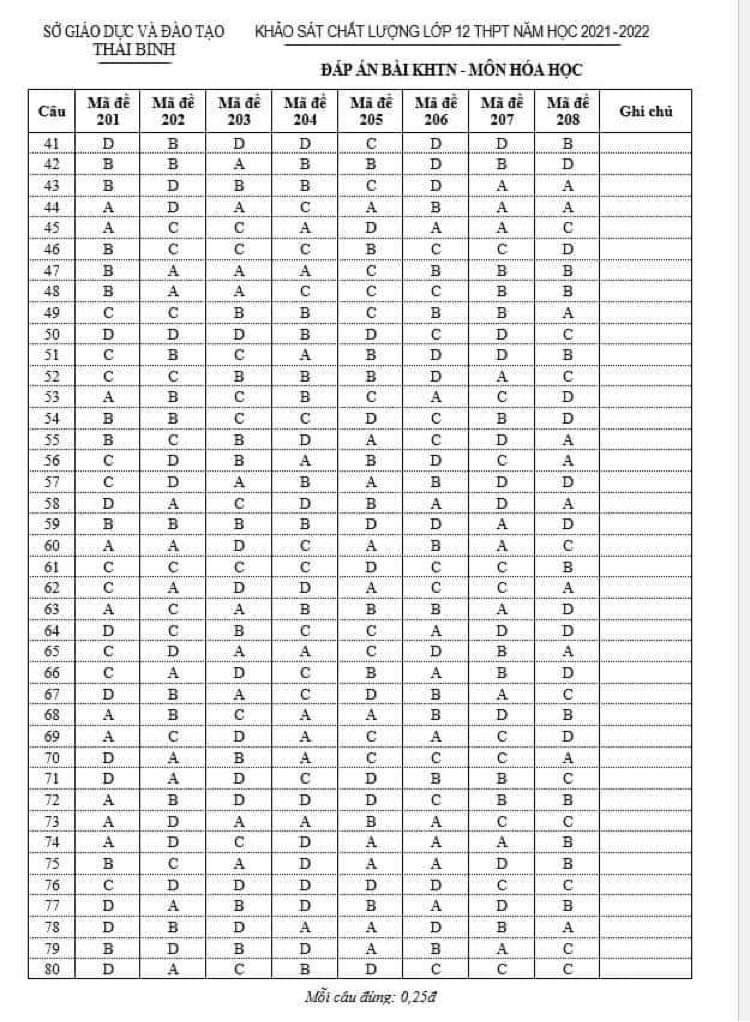 SỞ GIÁO DỤC VÀ ĐÀO TẠO KHẢO SÁT CHẤT LƯỢNG LỚP 12 THPT NĂM HỌC 2021-2022
THÁI BÌNH
ĐÁP ÁN BÀI KHTN - MÔN HÓA HỌC
Câu Mã đề 201 Mã đề 202 Mã đề 203 Mã đề 204 Mã đề 205 Mã đề 206 Mã đề 207 Mã đề 208 Ghi chú
41 D B D D C D D B
42 B B A B B D B D
43 B D B B C D A A
44 A D A C A B A A
45 A C C A D A A C
46 B C C C B C C D
47 B A A A C B B B
48 B A A C C C B B
49 C C B B C B B A
50 D D D B D C D C
51 C B C A B D D B
52 C C B B B D A C
53 A B C B C A C D
54 B B C C D C B D
55 B C B D A C D A
56 C D B A B D C A
57 C D A B A B D D
58 D A C D B A D A
59 B B B B D D A D
60 A A D C A B A C
61 C C C C D C C B
62 C A D D A C C A
63 A C A B B B A D
64 D C B C C A D D
65 C D A A C D B A
66 C A D C B A B D
67 D B A C D B A C
68 A B C A A B D B
69 A C D A C A C D
70 D A B A C C C A
71 D A D C D B B C
72 A B D D D C B B
73 A D A A B A C C
74 A D C D A A A B
75 B C A D A A D B
76 C D D D D D C C
77 D A B D B A D B
78 D B D A A D B A
79 B D B D A B A C
80 D A C B D C C C
Mỗi câu đúng: 0,25đ